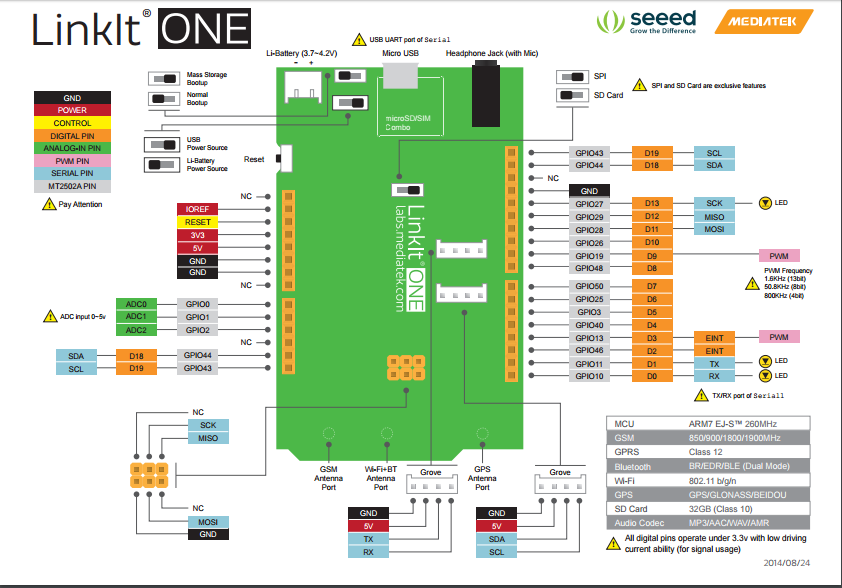 LinkIt® ONE
seeed
Grow the Difference
MEDIATEK
Li-Battery (3.7~4.2V)
- +
USB UART port of Serial
Micro USB
Headphone Jack (with Mic)
Mass Storage
Bootup
Normal
Bootup
USB
Power Source
Li-Battery
Power Source
Reset
microSD/SIM
Combo
SPI
SD Card
SPI and SD Card are exclusive features
GND
POWER
CONTROL
DIGITAL PIN
ANALOG-IN PIN
PWM PIN
SERIAL PIN
MT2502A PIN
Pay Attention
NC
IOREF
RESET
3V3
5V
GND
GND
NC
ADC input 0~5v
ADC0 GPIO0
ADC1 GPIO1
ADC2 GPIO2
NC
SDA D18 GPIO44
SCL D19 GPIO43
LinkIt® ONE
labs.mediatek.com
GPIO43 D19 SCL
GPIO44 D18 SDA
NC
GND
GPIO27 D13 SCK LED
GPIO29 D12 MISO
GPIO28 D11 MOSI
GPIO26 D10
GPIO19 D9 PWM
GPIO48 D8
PWM Frequency
1.6KHz (13bit)
50.8KHz (8bit)
800KHz (4bit)
GPIO50 D7
GPIO25 D6
GPIO3 D5
GPIO40 D4
GPIO13 D3 EINT PWM
GPIO46 D2 EINT
GPIO11 D1 TX LED
GPIO10 D0 RX LED
TX/RX port of Serial1
NC
SCK
MISO
NC
MOSI
GND
GSM
Antenna
Port
Wi-Fi+BT
Antenna
Port
Grove
GPS
Antenna
Port
Grove
GND
5V
TX
RX
GND
5V
SDA
SCL
MCU ARM7 EJ-S™ 260MHz
GSM 850/900/1800/1900MHz
GPRS Class 12
Bluetooth BR/EDR/BLE (Dual Mode)
Wi-Fi 802.11 b/g/n
GPS GPS/GLONASS/BEIDOU
SD Card 32GB (Class 10)
Audio Codec MP3/AAC/WAV/AMR
All digital pins operate under 3.3v with low driving
current ability (for signal usage)
2014/08/24